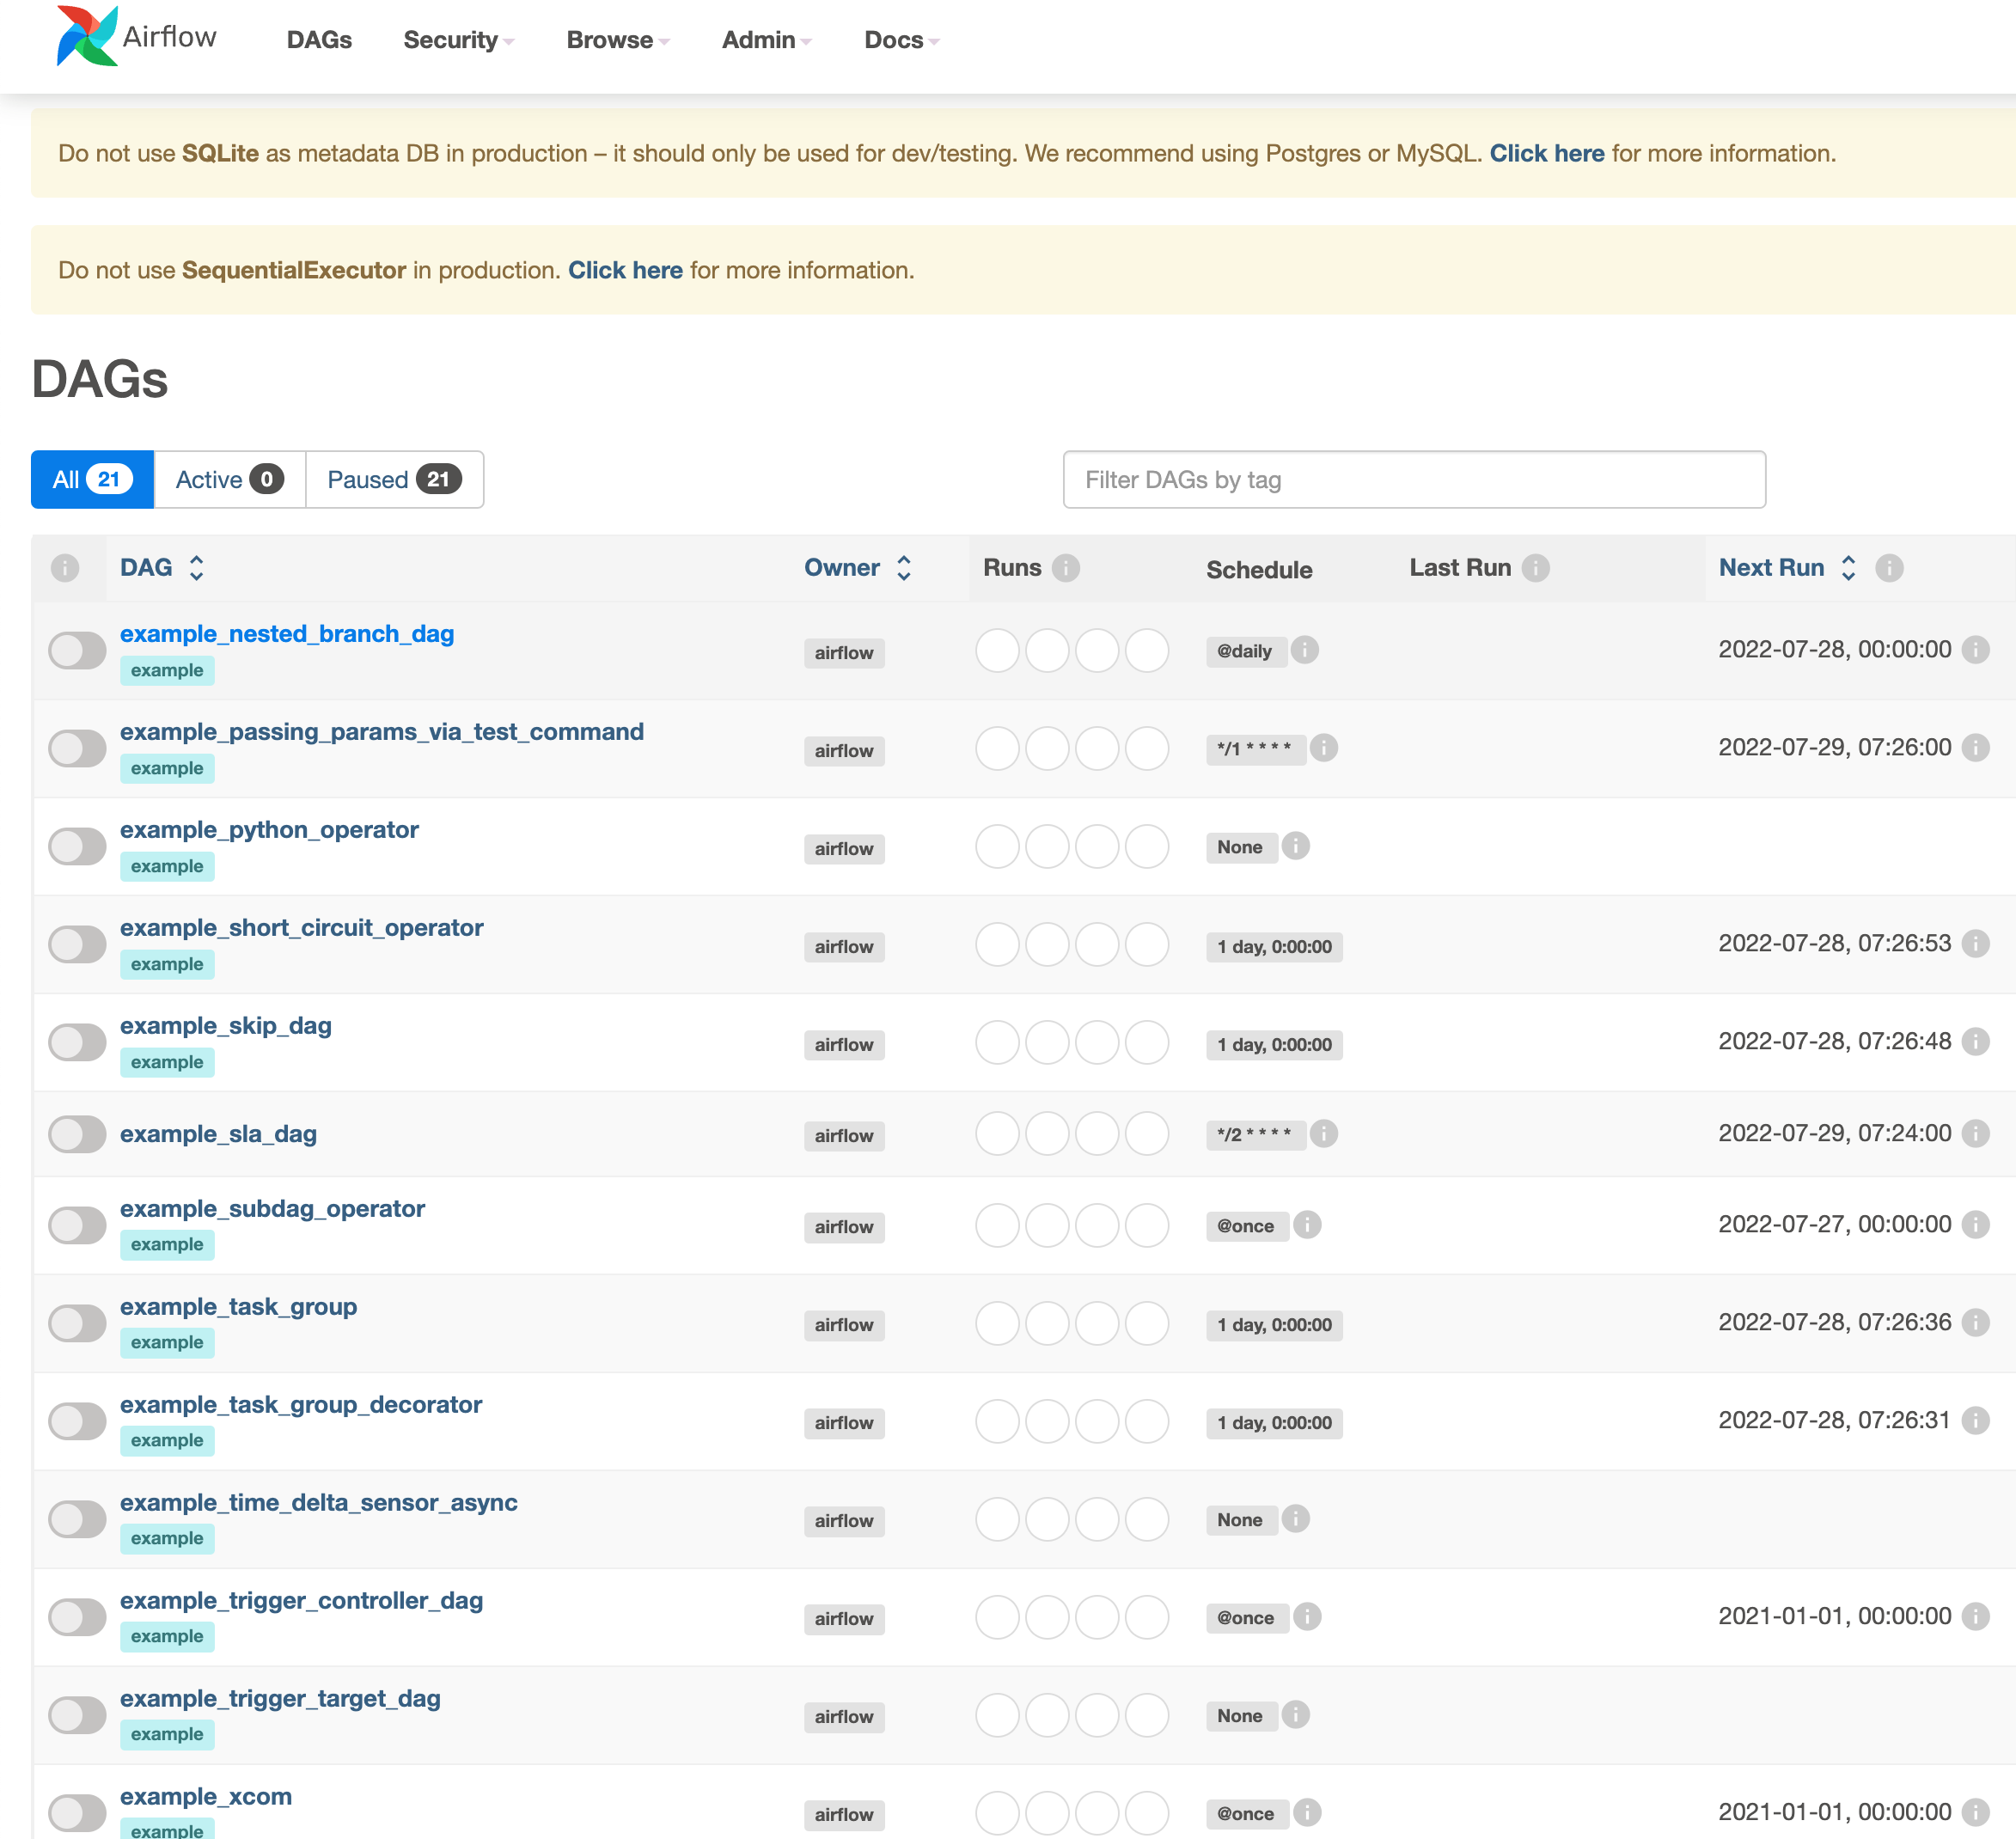 Airflow DAGs Security Browse Admin Docs
Do not use SQLite as metadata DB in production – it should only be used for dev/testing. We recommend using Postgres or MySQL. Click here for more information.
Do not use SequentialExecutor in production. Click here for more information.
DAGs
All 21 Active 0 Paused 21 Filter DAGs by tag
DAG Owner Runs Schedule Last Run Next Run
example_nested_branch_dag
example airflow @daily 2022-07-28, 00:00:00
example_passing_params_via_test_command
example airflow */1 * * * * 2022-07-29, 07:26:00
example_python_operator
example airflow None
example_short_circuit_operator
example airflow 1 day, 0:00:00 2022-07-28, 07:26:53
example_skip_dag
example airflow 1 day, 0:00:00 2022-07-28, 07:26:48
example_sla_dag airflow */2 * * * * 2022-07-29, 07:24:00
example_subdag_operator
example airflow @once 2022-07-27, 00:00:00
example_task_group
example airflow 1 day, 0:00:00 2022-07-28, 07:26:36
example_task_group_decorator
example airflow 1 day, 0:00:00 2022-07-28, 07:26:31
example_time_delta_sensor_async
example airflow None
example_trigger_controller_dag
example airflow @once 2021-01-01, 00:00:00
example_trigger_target_dag
example airflow None
example_xcom
example airflow @once 2021-01-01, 00:00:00